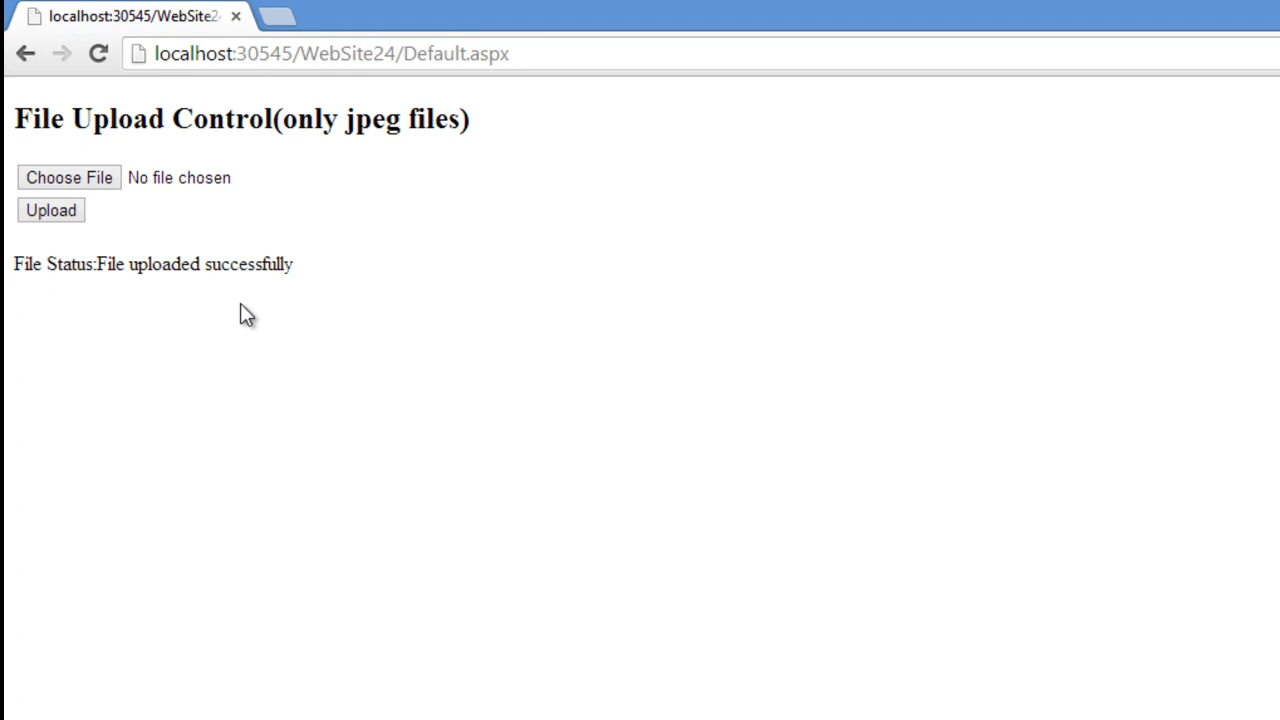 localhost:30545/WebSite2
localhost:30545/WebSite24/Default.aspx
File Upload Control(only jpeg files)
Choose File No file chosen
Upload
File Status:File uploaded successfully